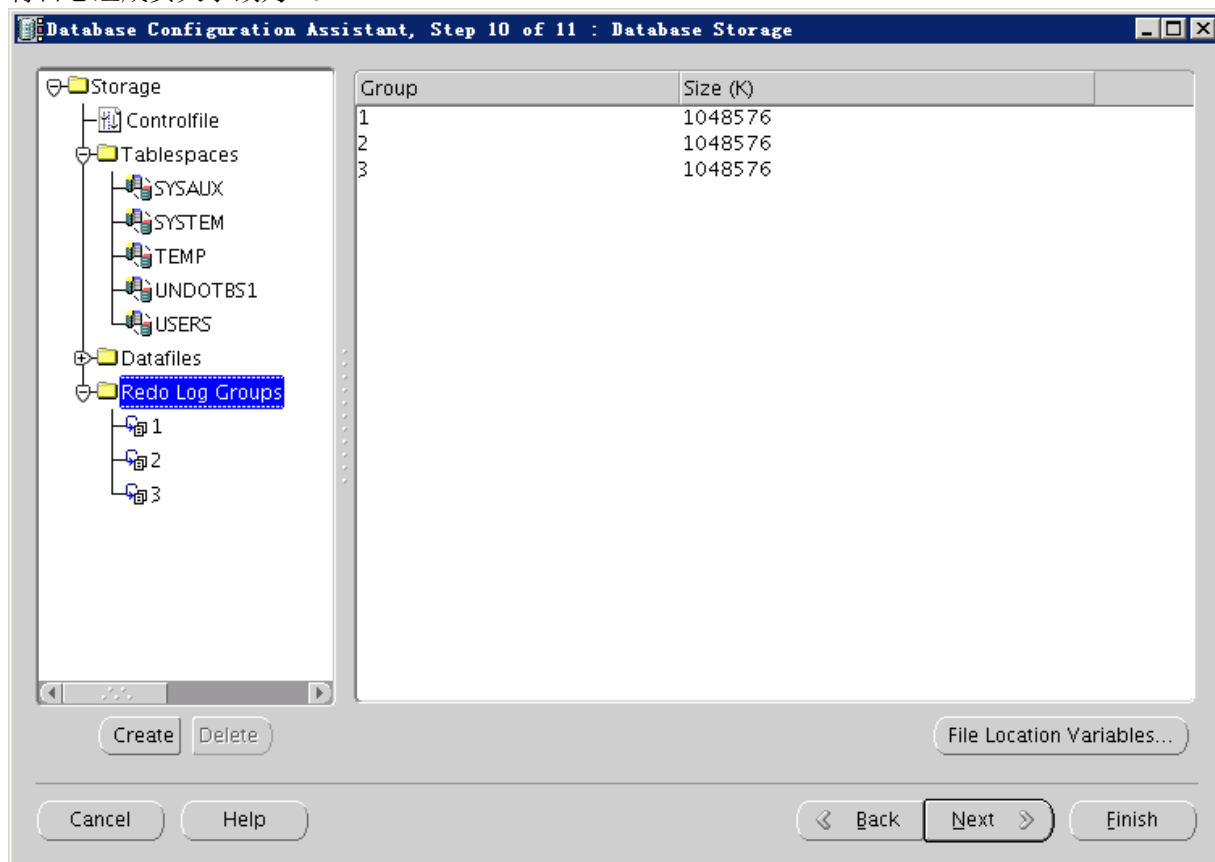 Database Configuration Assistant, Step 10 of 11 : Database Storage
Storage
Controlfile
Tablespaces
SYSAUX
SYSTEM
TEMP
UNDOTBS1
USERS
Datafiles
Redo Log Groups
1
2
3
Group Size (K)
1 1048576
2 1048576
3 1048576
Create Delete File Location Variables...
Cancel Help Back Next Finish